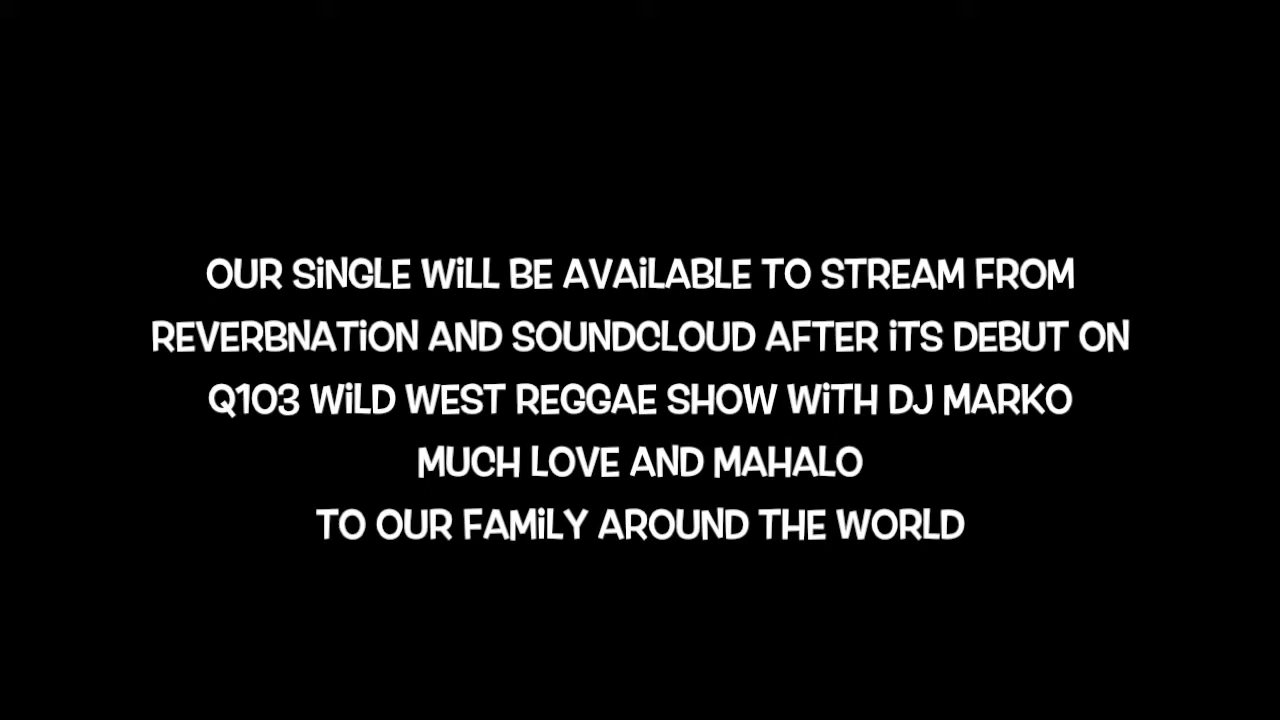 OUR SiNGLE WiLL BE AVAiLABLE TO STREAM FROM
REVERBNATiON AND SOUNDCLOUD AFTER iTS DEBUT ON
Q103 WiLD WEST REGGAE SHOW WiTH DJ MARKO
MUCH LOVE AND MAHALO
TO OUR FAMiLY AROUND THE WORLD